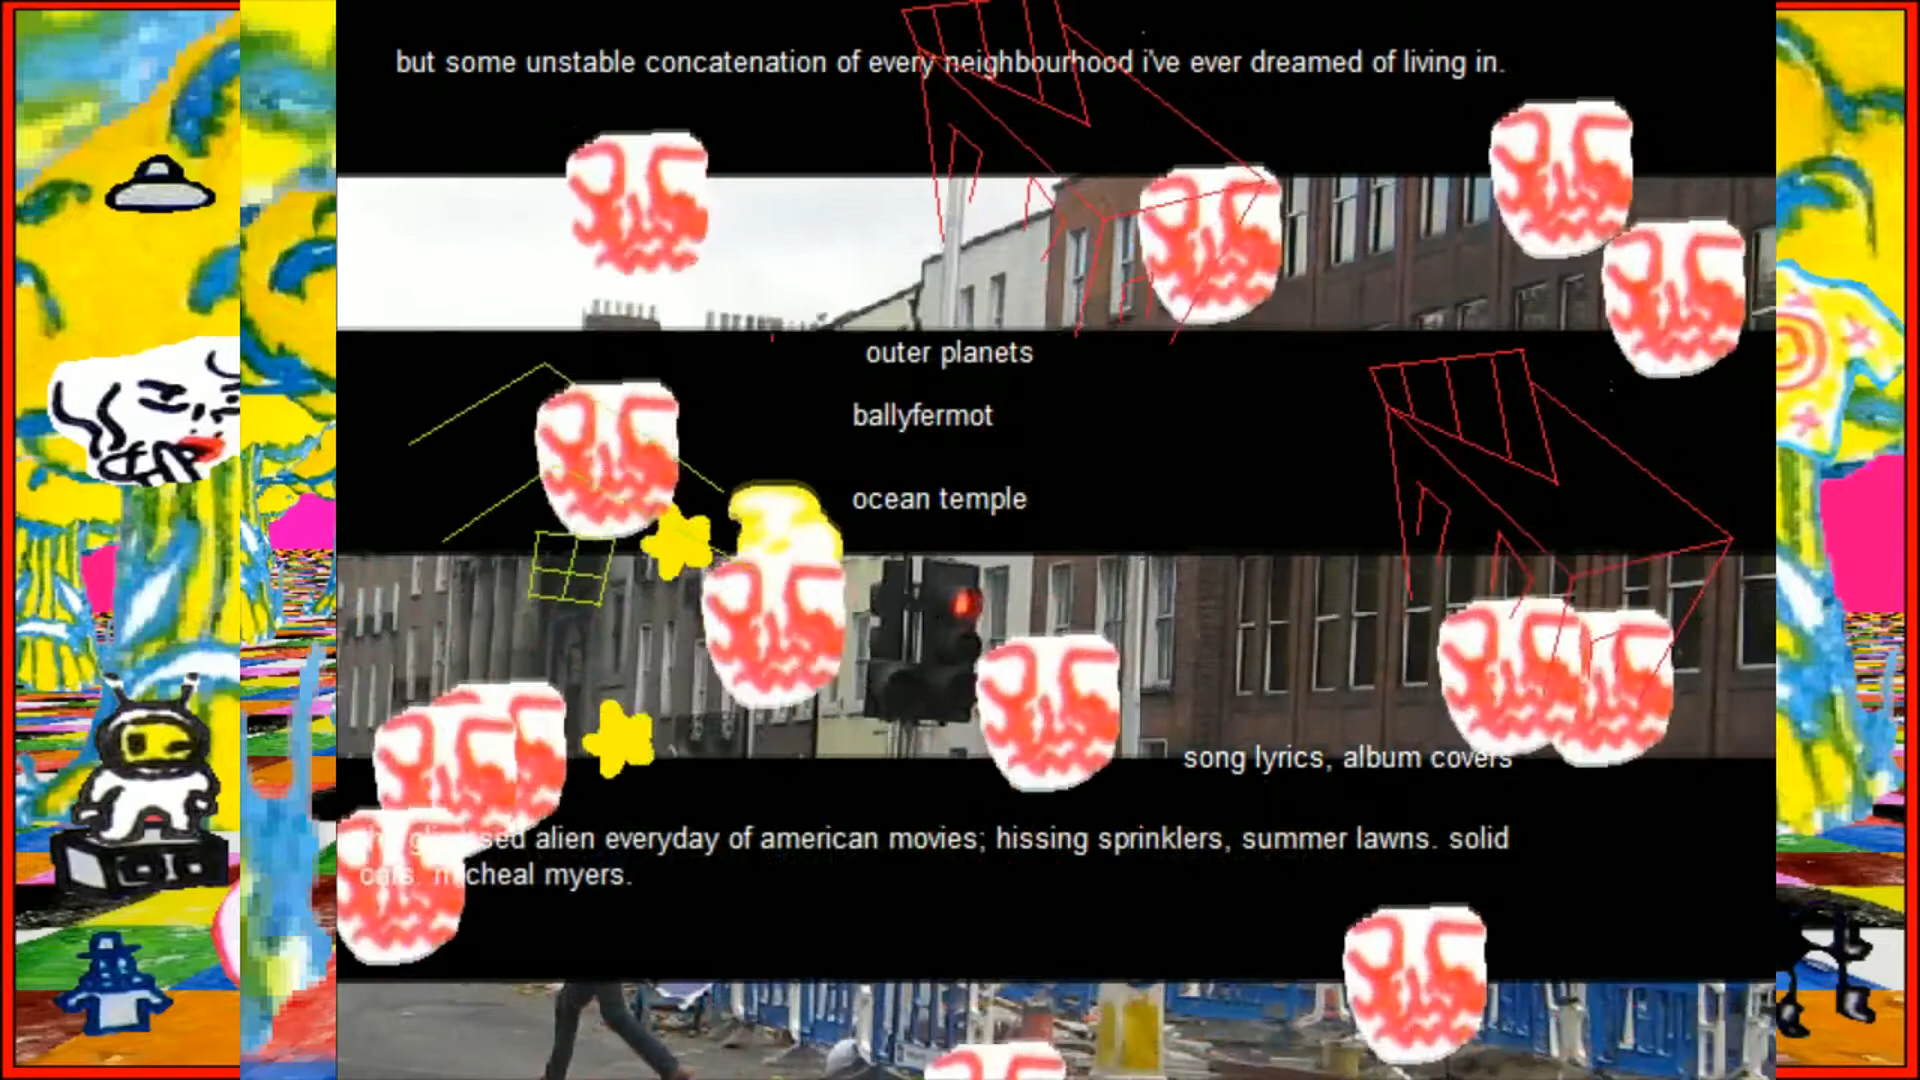 but some unstable concatenation of every neighbourhood i've ever dreamed of living in.
outer planets
ballyfermot
ocean temple
song lyrics, album covers
alien everyday of american movies; hissing sprinklers, summer lawns. solid
micheal myers.